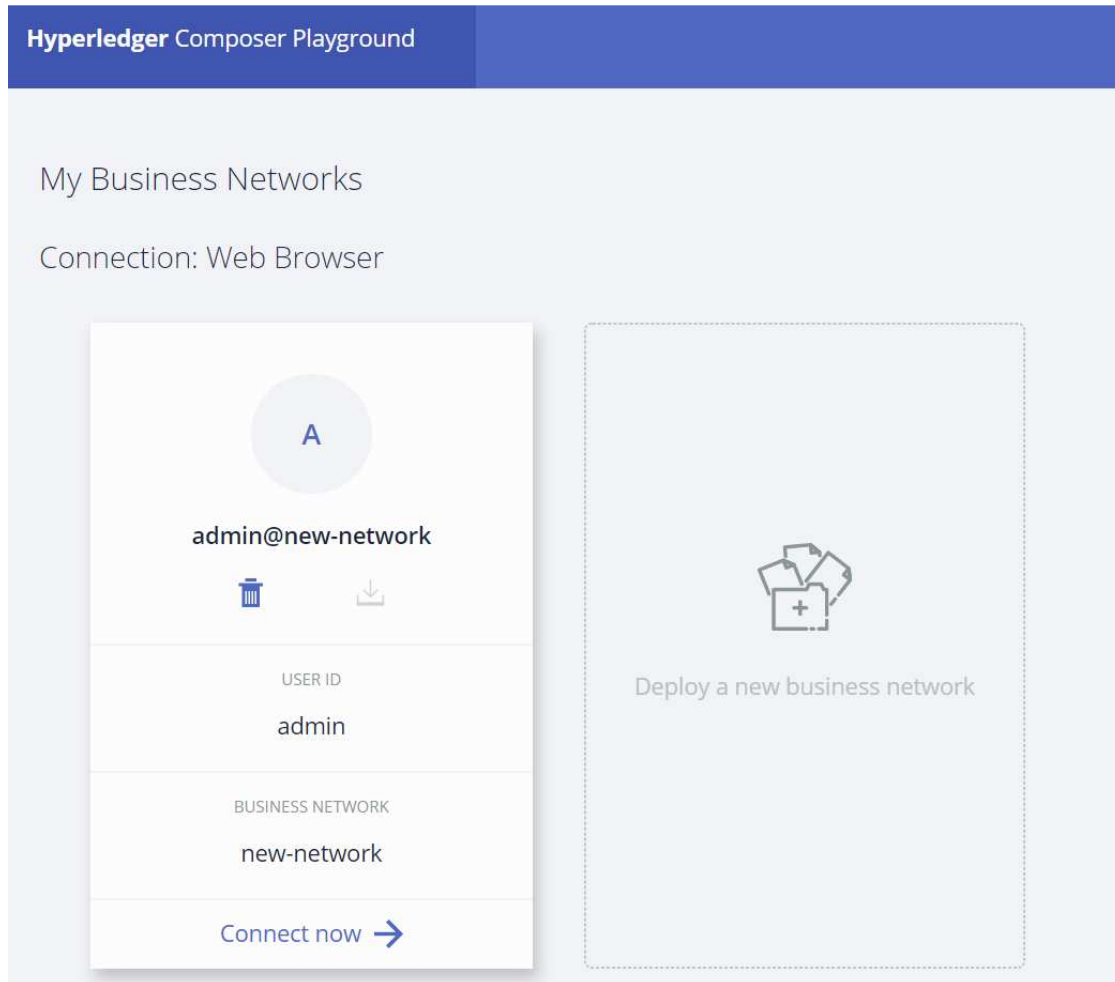 Hyperledger Composer Playground
My Business Networks
Connection: Web Browser
A
admin@new-network
USER ID
admin
BUSINESS NETWORK
new-network
Connect now
Deploy a new business network